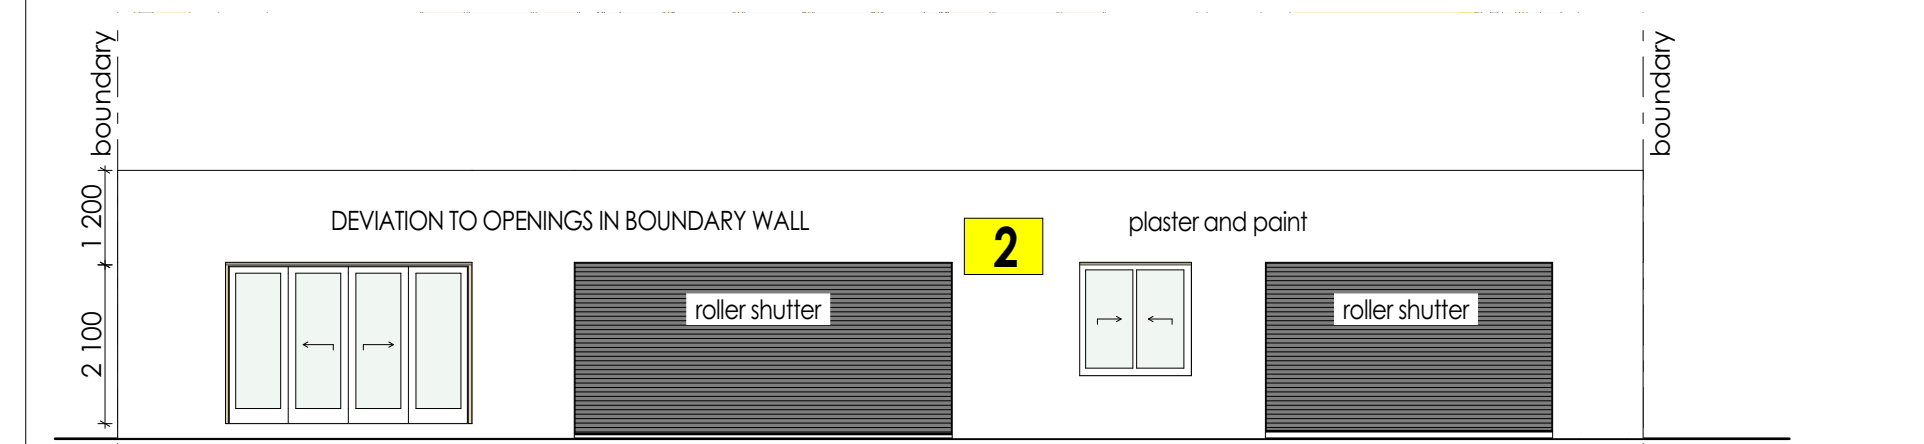 boundary
boundary
1 200
DEVIATION TO OPENINGS IN BOUNDARY WALL
2
plaster and paint
2 100
roller shutter
roller shutter